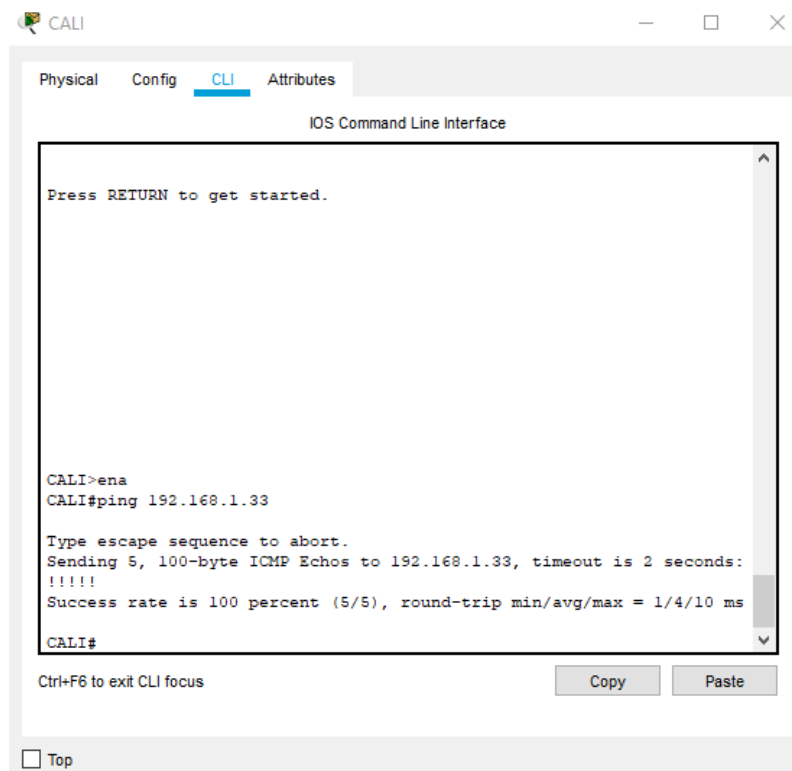 CALI
Physical Config CLI Attributes
IOS Command Line Interface
Press RETURN to get started.
CALI>ena
CALI#ping 192.168.1.33
Type escape sequence to abort.
Sending 5, 100-byte ICMP Echos to 192.168.1.33, timeout is 2 seconds:
!!!!!
Success rate is 100 percent (5/5), round-trip min/avg/max = 1/4/10 ms
CALI#
Ctrl+F6 to exit CLI focus
Copy Paste
Top